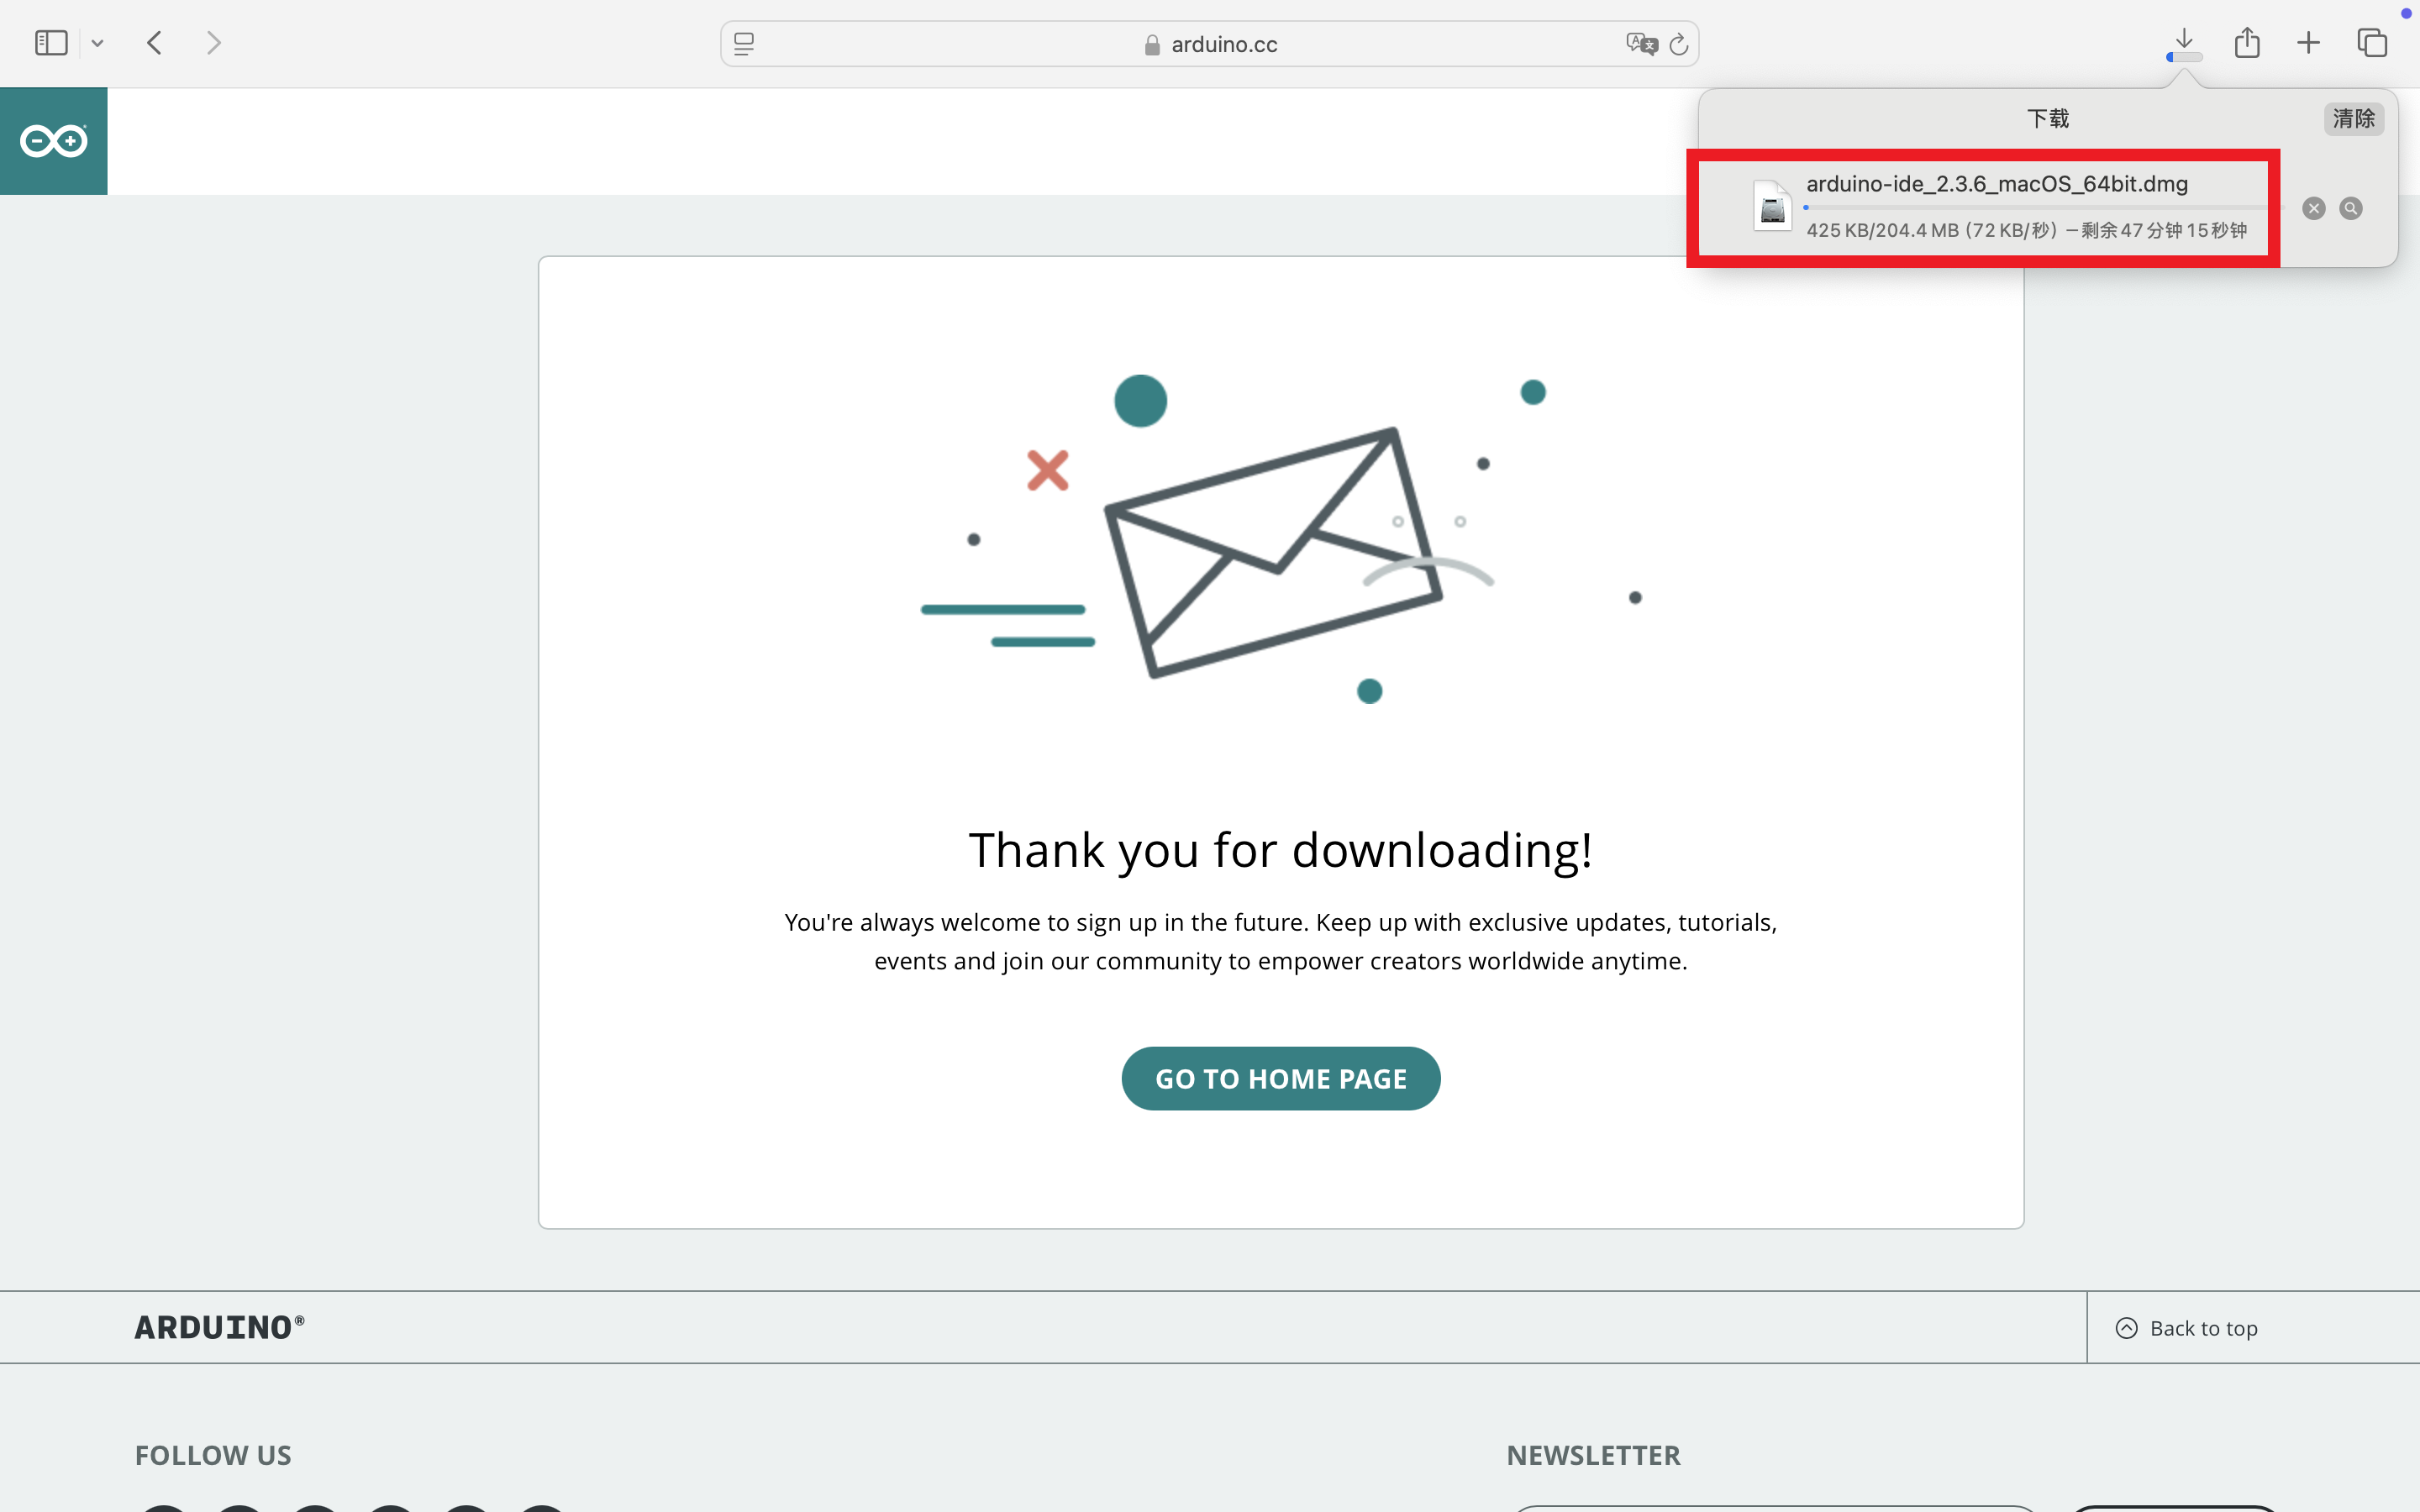 arduino.cc
下载
清除
arduino-ide_2.3.6_macOS_64bit.dmg
425 KB/204.4 MB (72 KB/秒) — 剩余47分钟15秒钟
Thank you for downloading!
You're always welcome to sign up in the future. Keep up with exclusive updates, tutorials,
events and join our community to empower creators worldwide anytime.
GO TO HOME PAGE
ARDUINO®
Back to top
FOLLOW US
NEWSLETTER